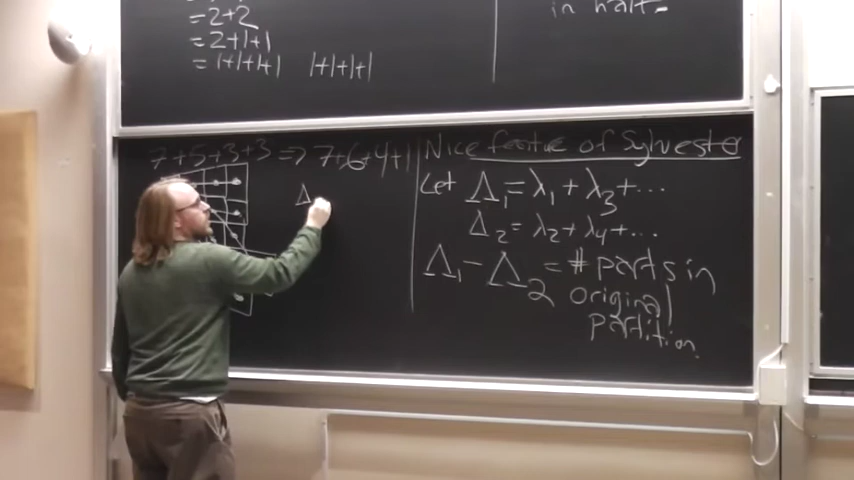 = 2+2
= 2+1+1
= 1+1+1+1 1+1+1+1
in half.
7+5+3+3 => 7+6+4+1
Δ
Nice feature of Sylvester
Let Δ₁ = λ₁ + λ₃ + ...
Δ₂ = λ₂ + λ₄ + ...
Δ₁ - Δ₂ = # parts in
original
partition.